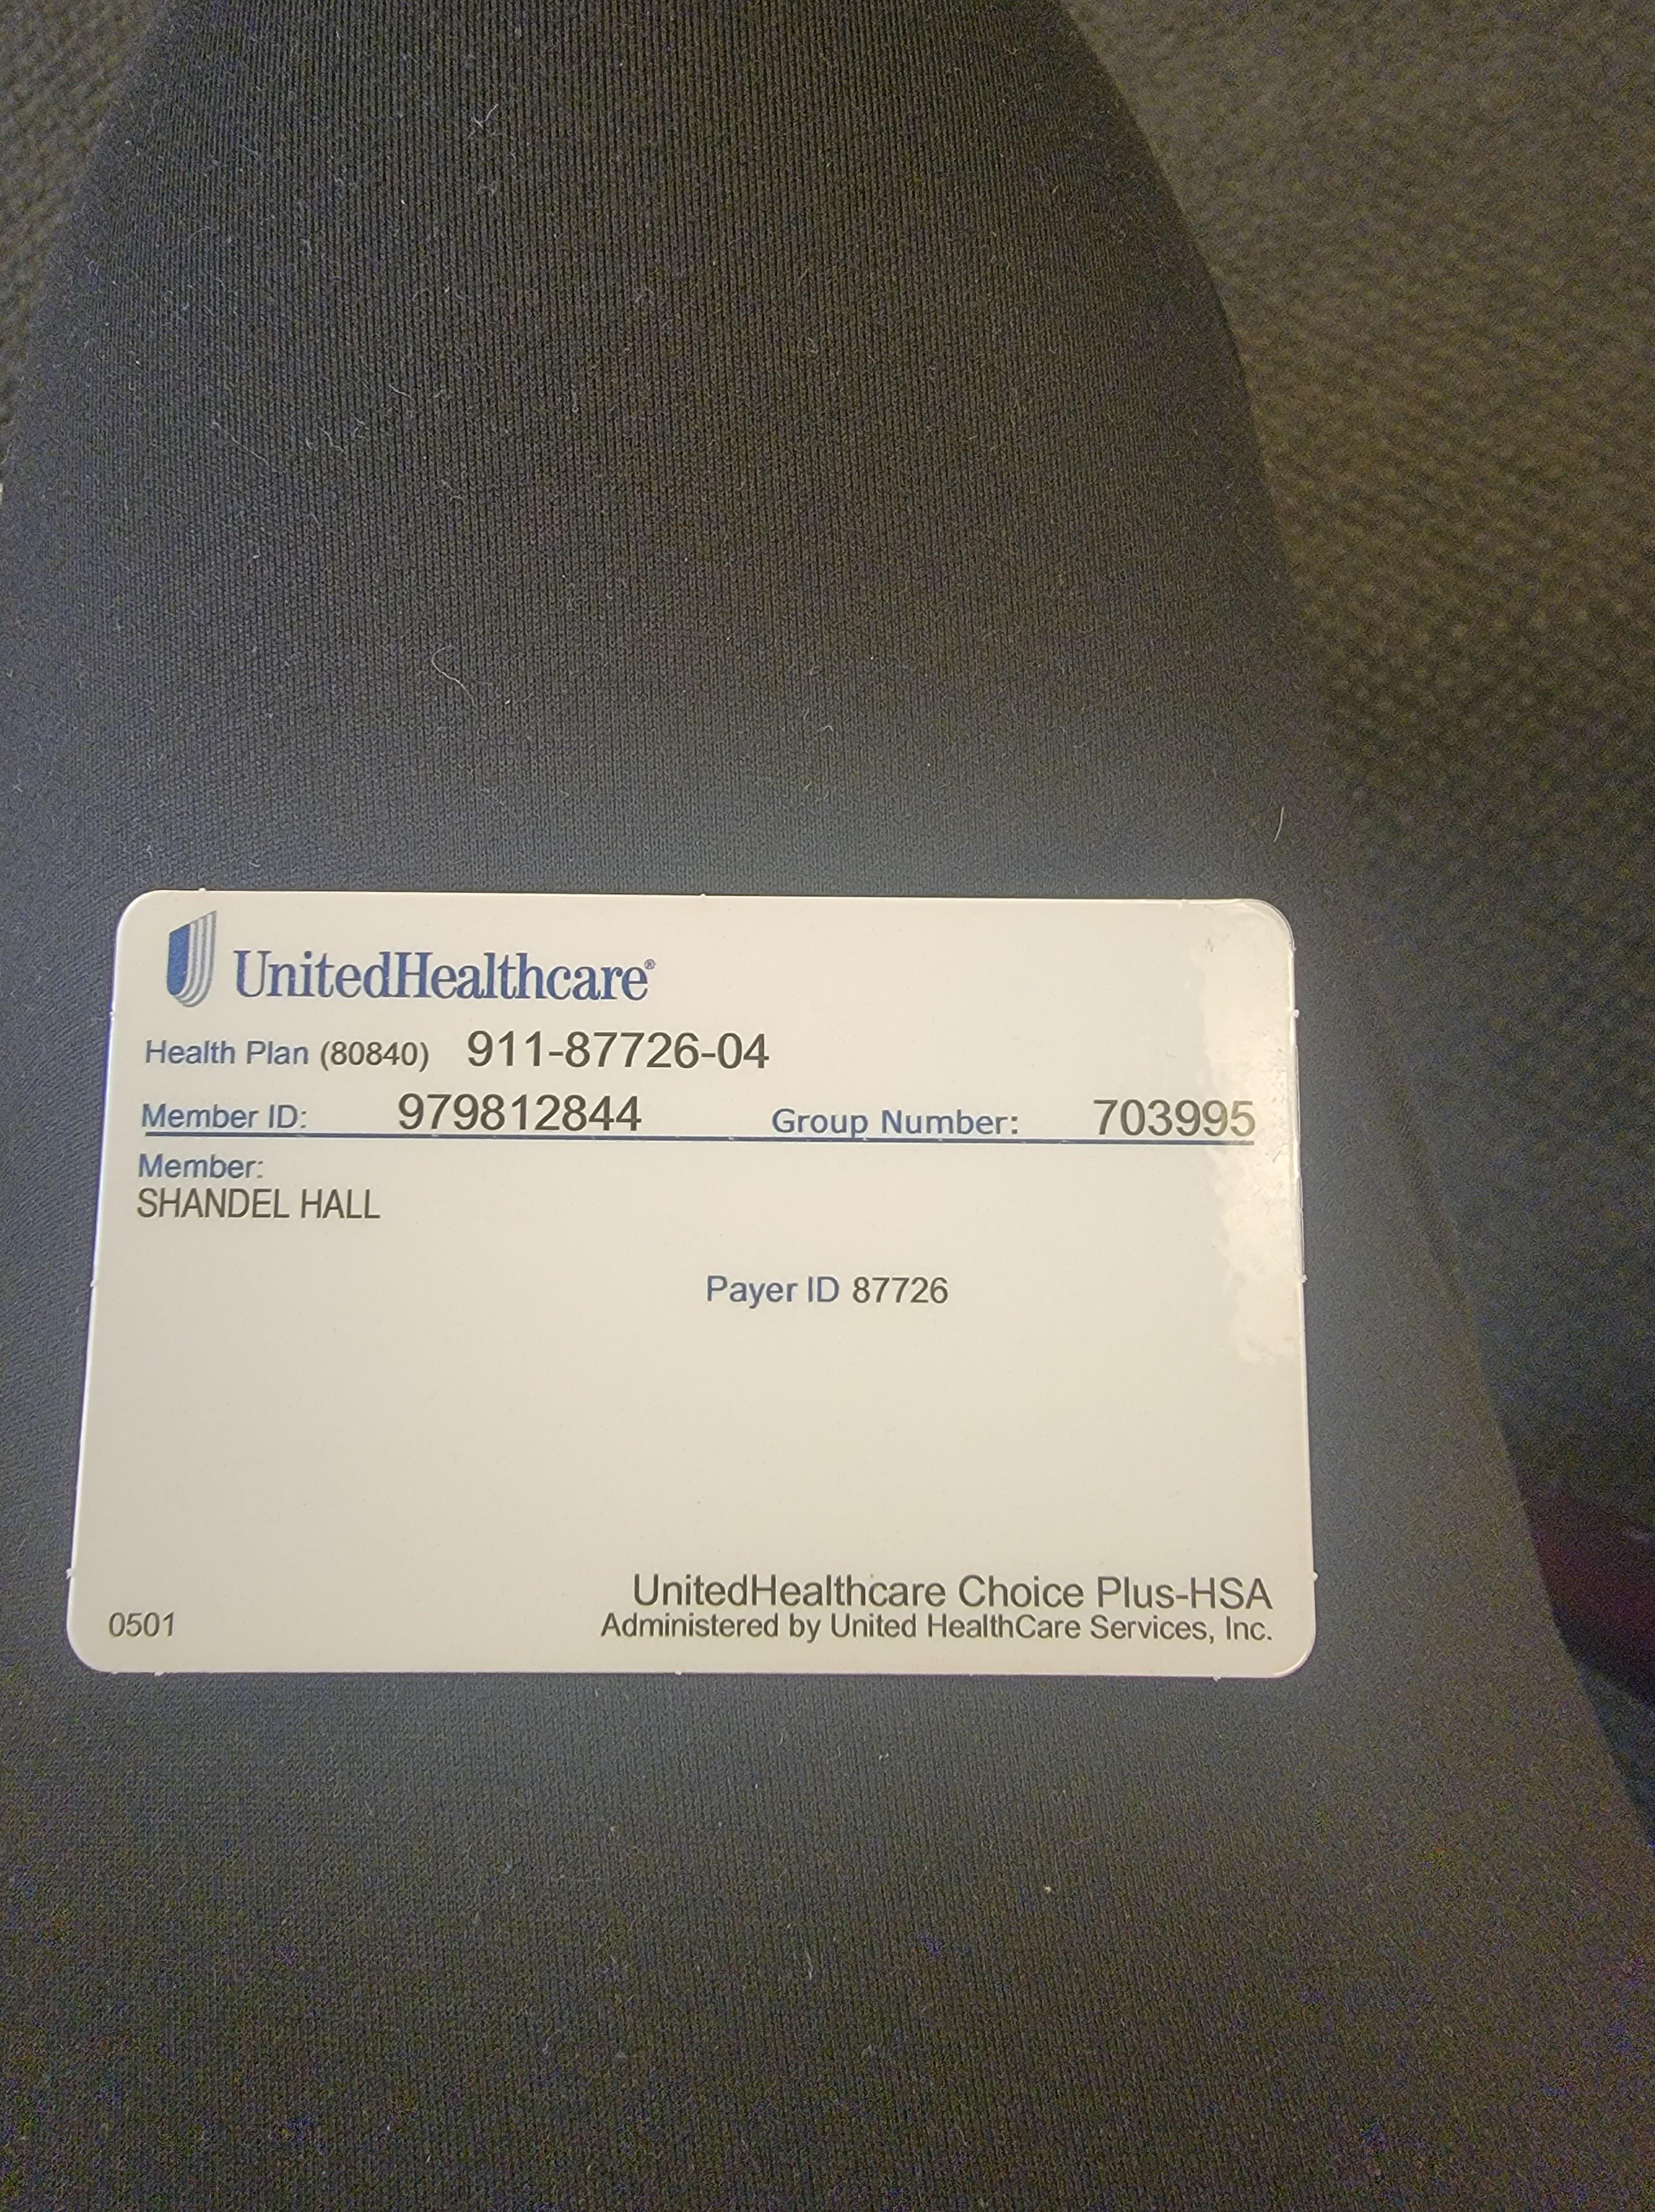 UnitedHealthcare®
Health Plan (80840) 911-87726-04
Member ID: 979812844 Group Number: 703995
Member:
SHANDEL HALL
Payer ID 87726
UnitedHealthcare Choice Plus-HSA
0501 Administered by United HealthCare Services, Inc.